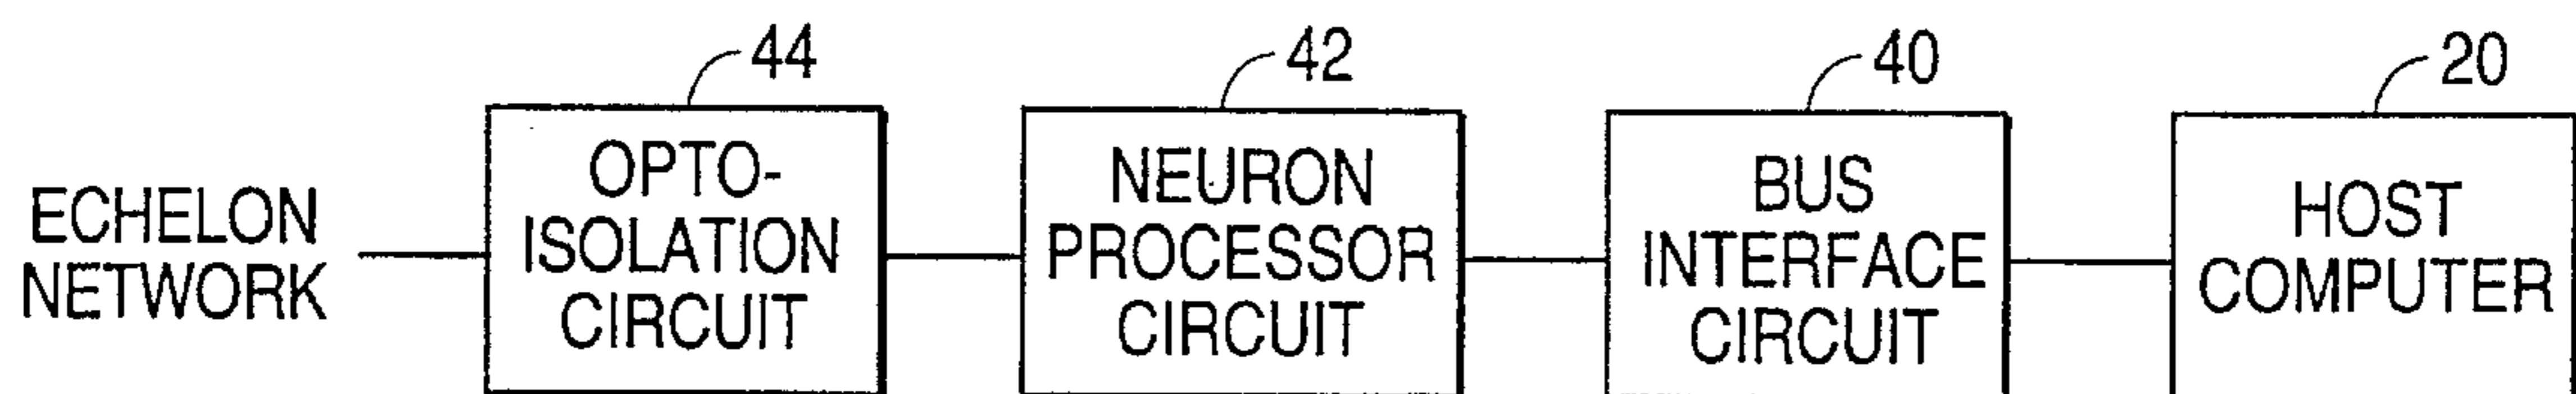 44
42
40
20
ECHELON
NETWORK
OPTO-
ISOLATION
CIRCUIT
NEURON
PROCESSOR
CIRCUIT
BUS
INTERFACE
CIRCUIT
HOST
COMPUTER